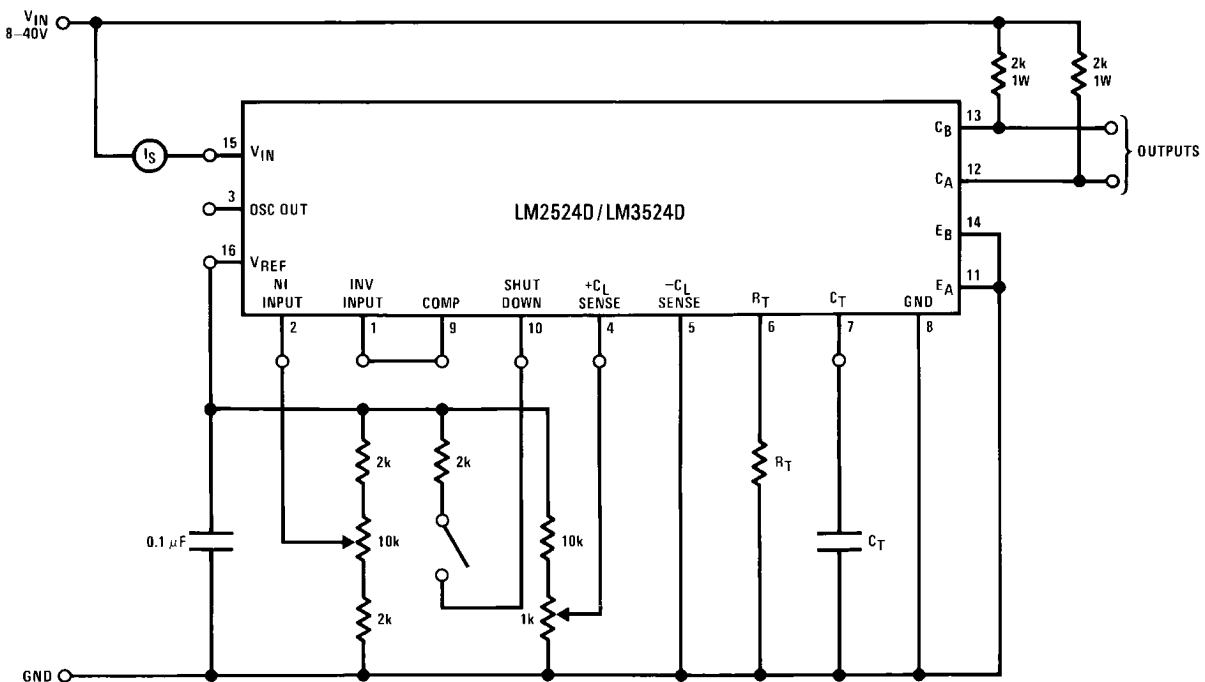 VIN
8–40V
2k
1W
2k
1W
13
CB
OUTPUTS
15
VIN
IS
12
CA
3
OSC OUT
LM2524D/LM3524D
14
EB
16
VREF
11
EA
NI
INPUT
INV
INPUT
COMP
SHUT
DOWN
+CL
SENSE
−CL
SENSE
RT
CT
GND
2
1
9
10
4
5
6
7
8
2k
2k
RT
0.1 μF
10k
10k
CT
2k
1k
GND